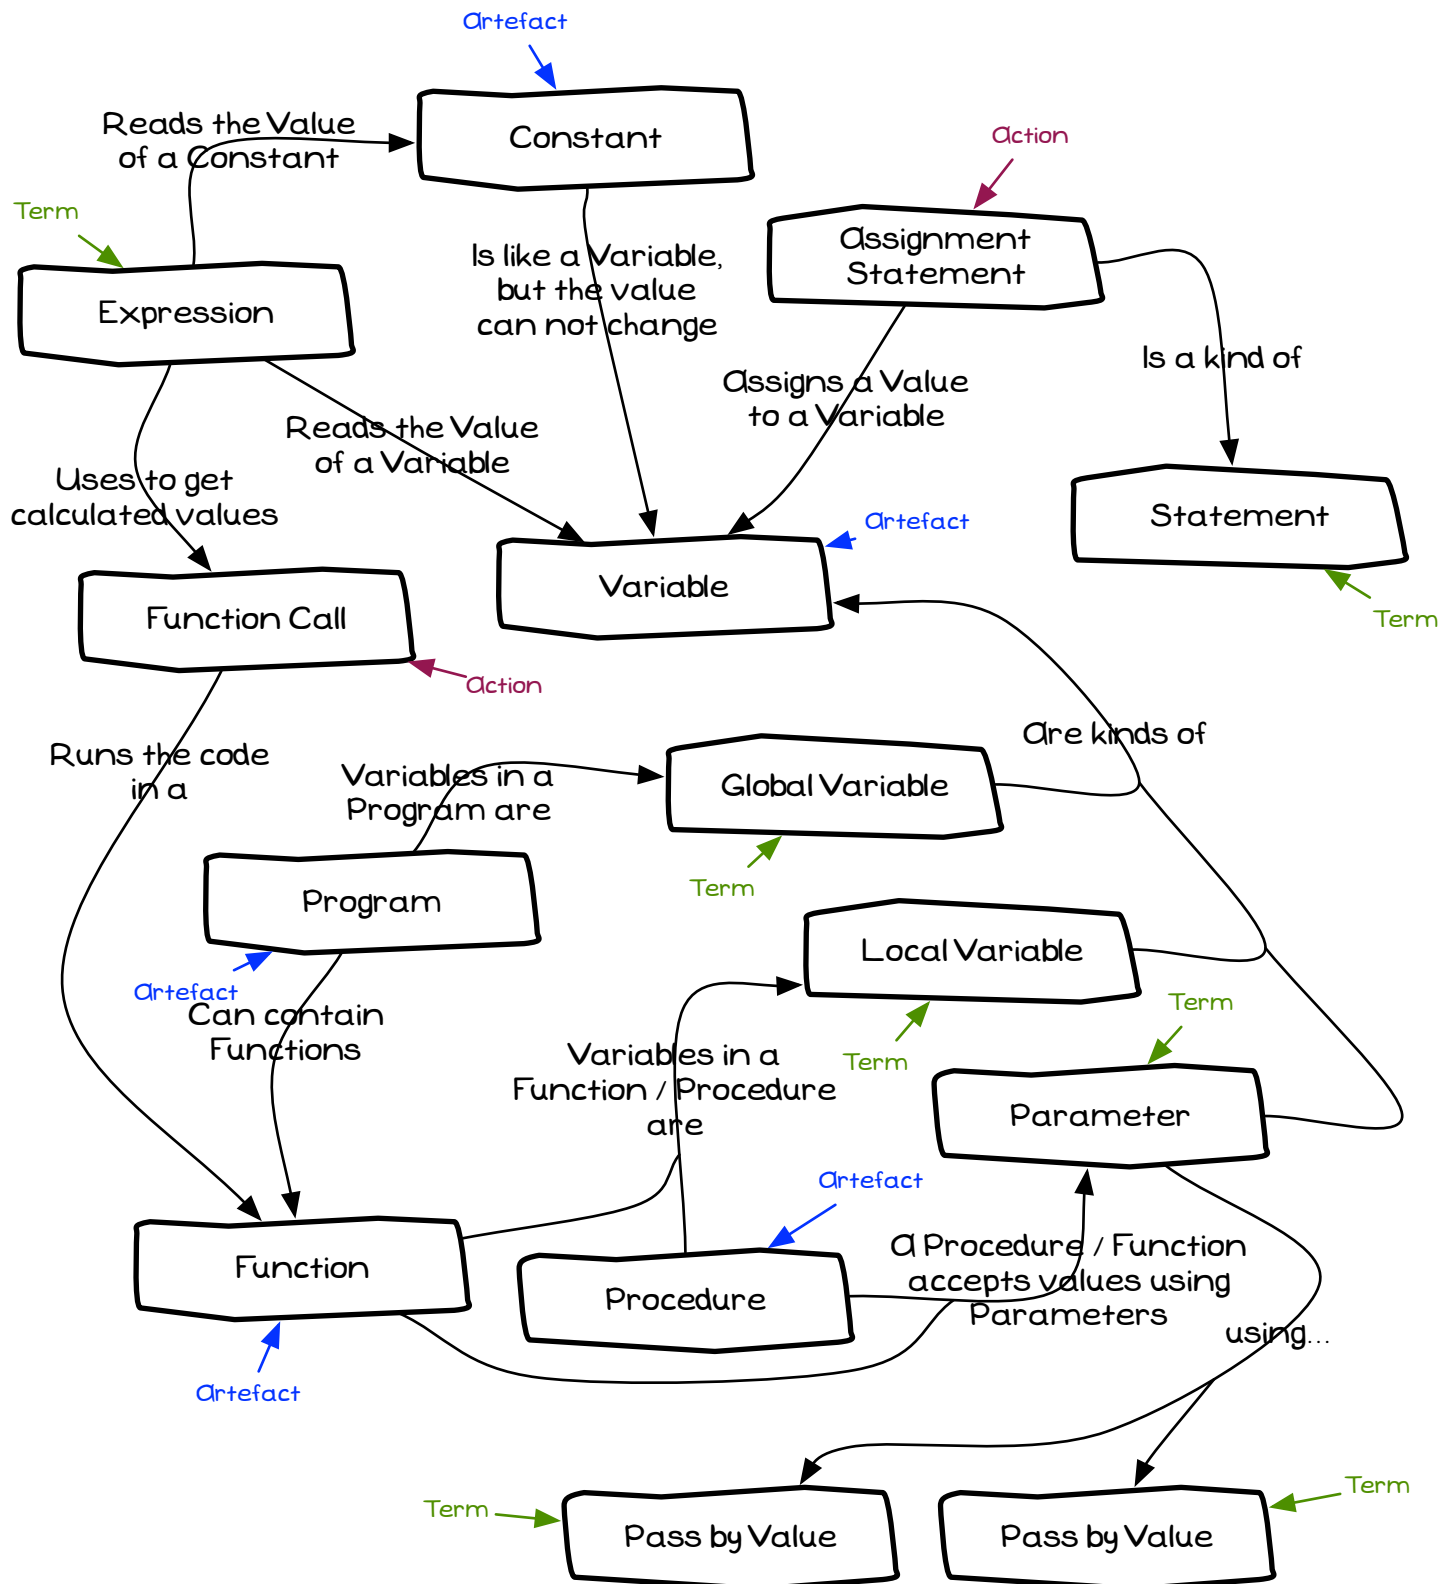 Artefact
Reads the Value
of a Constant
Constant
Action
Term
Assignment
Statement
Is like a Variable,
but the value
can not change
Expression
Is a kind of
Assigns a Value
to a Variable
Reads the Value
of a Variable
Uses to get
calculated values
Artefact
Statement
Variable
Function Call
Term
Action
Are kinds of
Runs the code
in a
Variables in a
Program are
Global Variable
Term
Program
Local Variable
Artefact
Can contain
Functions
Term
Variables in a
Function / Procedure
are
Term
Parameter
Artefact
A Procedure / Function
accepts values using
Parameters
Function
Procedure
using...
Artefact
Term
Term
Pass by Value
Pass by Value